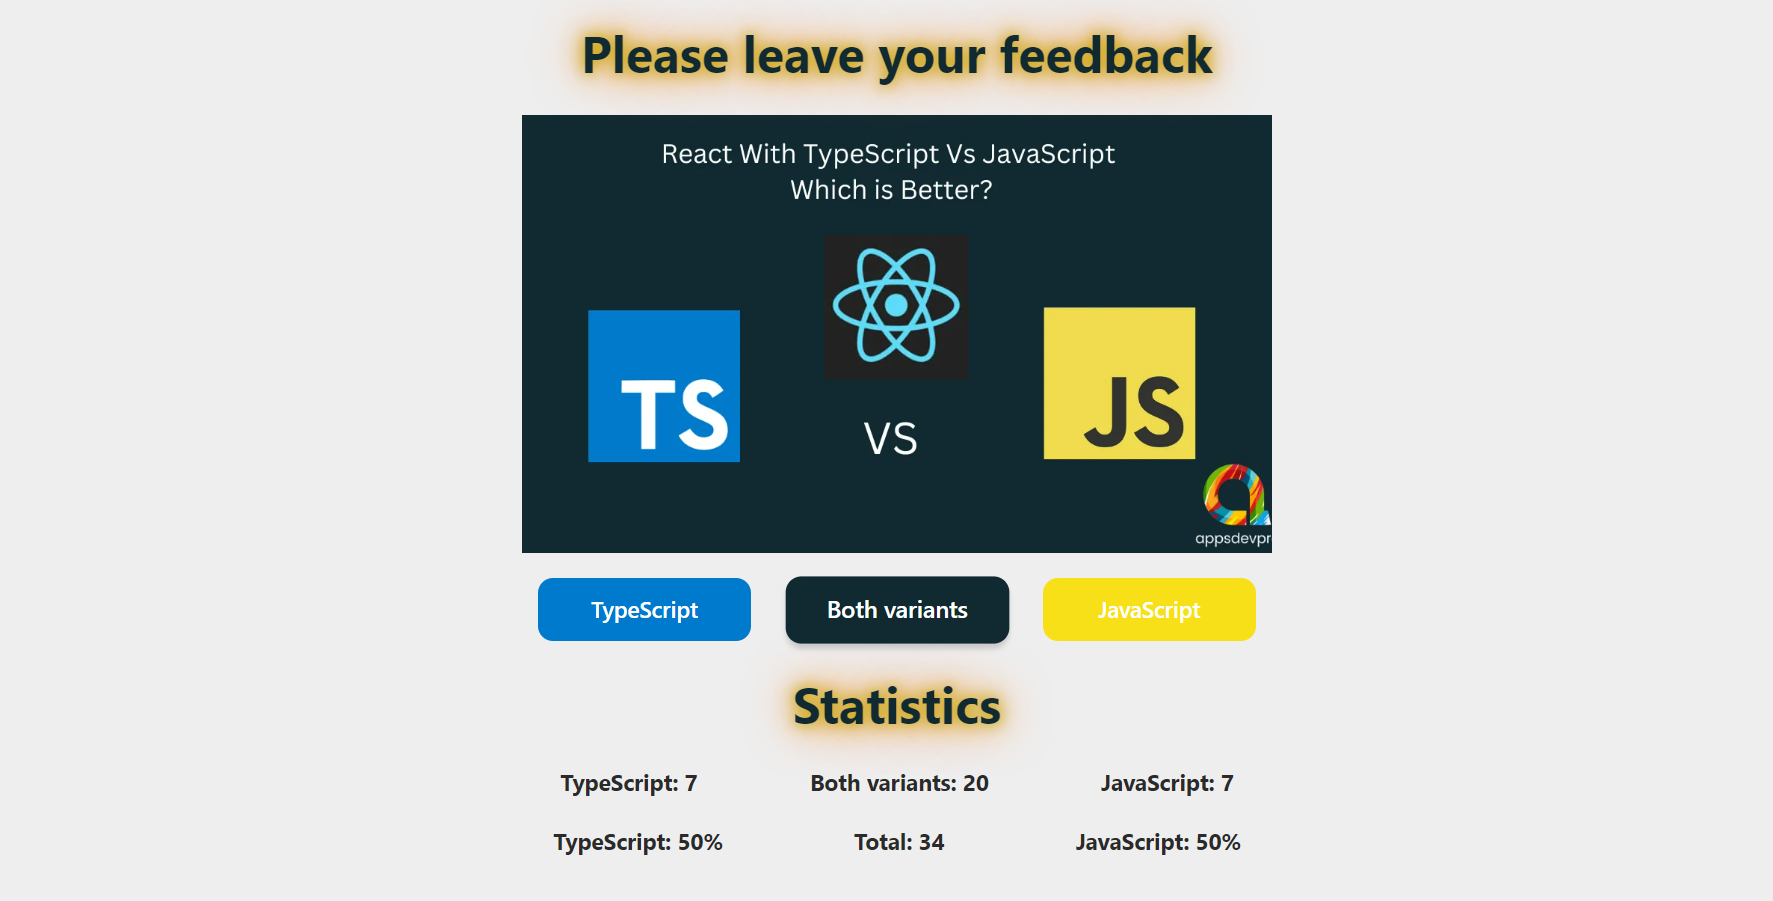 Please leave your feedback
React With TypeScript Vs JavaScript
Which is Better?
TS
VS
JS
appsdevpr
TypeScript
Both variants
JavaScript
Statistics
TypeScript: 7
Both variants: 20
JavaScript: 7
TypeScript: 50%
Total: 34
JavaScript: 50%